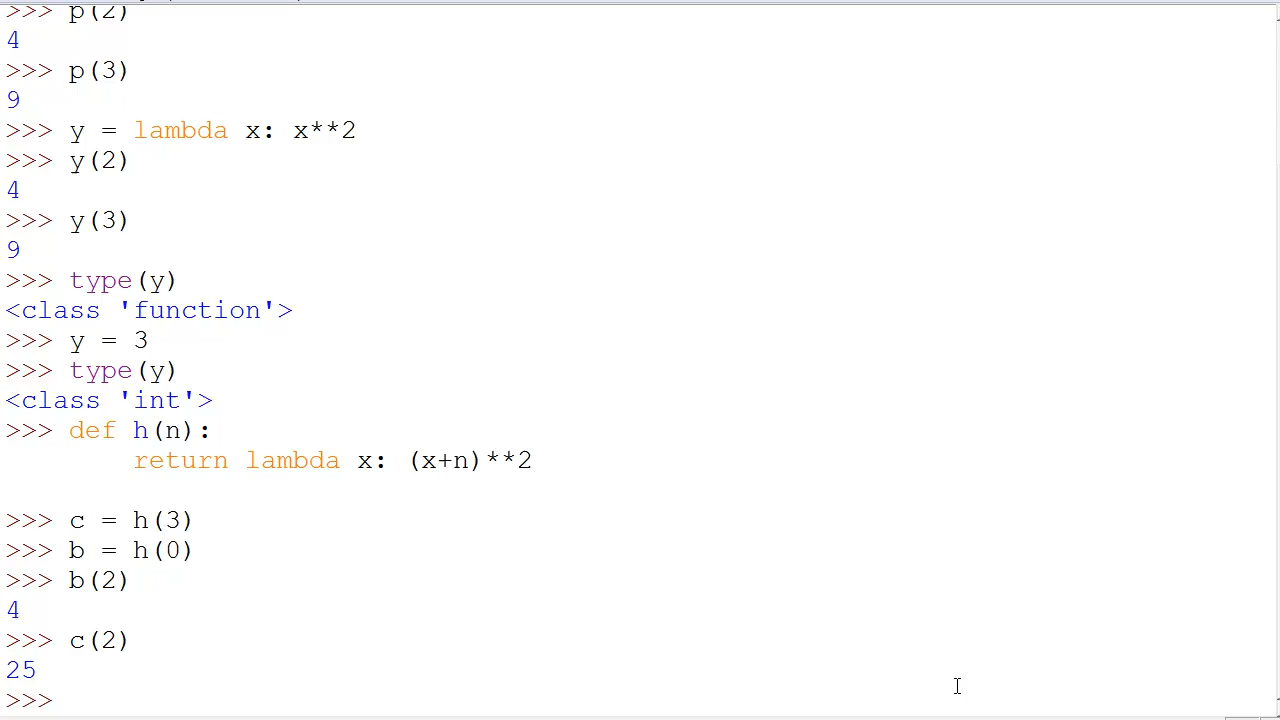 >>> p(2)
4
>>> p(3)
9
>>> y = lambda x: x**2
>>> y(2)
4
>>> y(3)
9
>>> type(y)
<class 'function'>
>>> y = 3
>>> type(y)
<class 'int'>
>>> def h(n):
        return lambda x: (x+n)**2
>>> c = h(3)
>>> b = h(0)
>>> b(2)
4
>>> c(2)
25
>>>